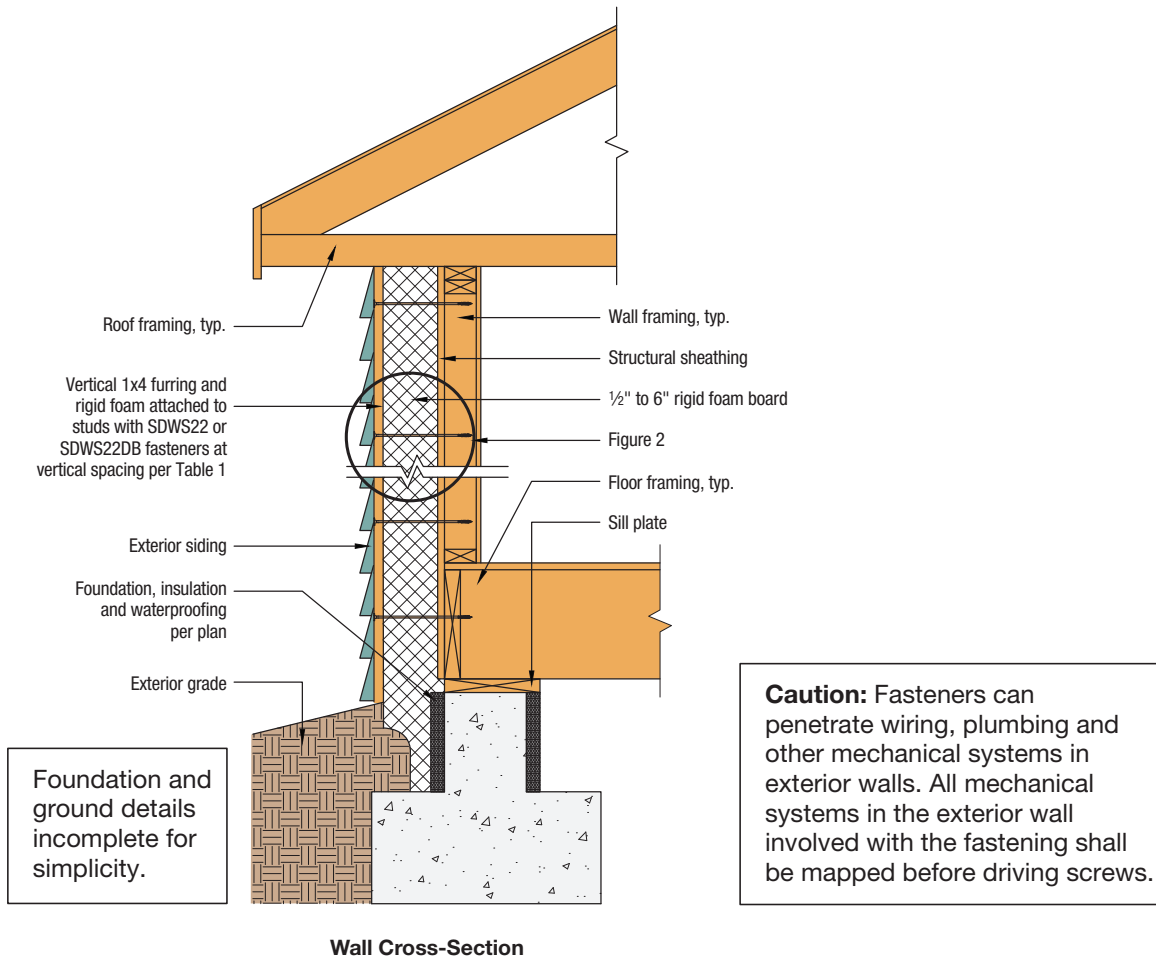 Roof framing, typ.
Vertical 1x4 furring and
rigid foam attached to
studs with SDWS22 or
SDWS22DB fasteners at
vertical spacing per Table 1
Exterior siding
Foundation, insulation
and waterproofing
per plan
Exterior grade
Wall framing, typ.
Structural sheathing
½" to 6" rigid foam board
Figure 2
Floor framing, typ.
Sill plate
Foundation and
ground details
incomplete for
simplicity.
Caution: Fasteners can
penetrate wiring, plumbing and
other mechanical systems in
exterior walls. All mechanical
systems in the exterior wall
involved with the fastening shall
be mapped before driving screws.
Wall Cross-Section